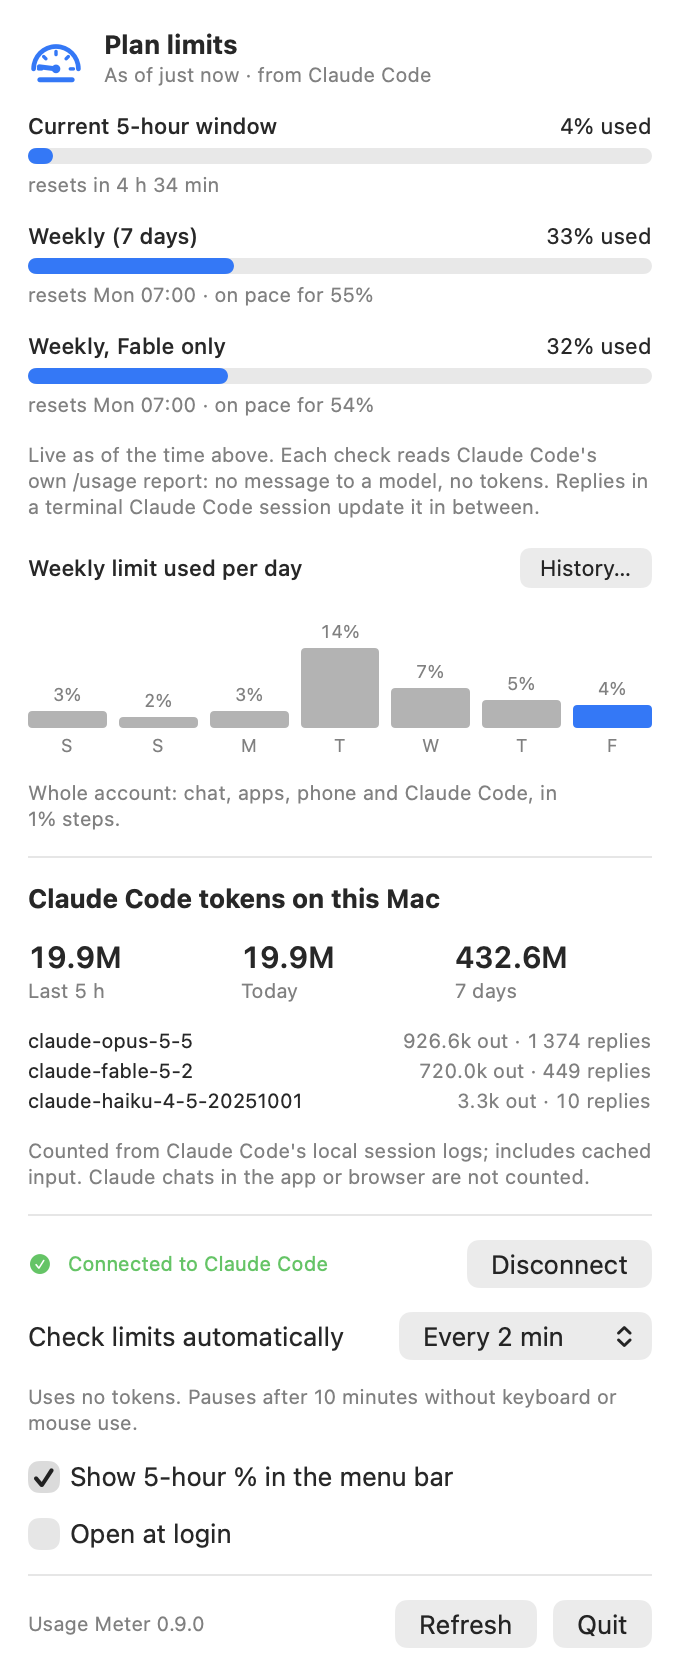 Plan limits
As of just now · from Claude Code
Current 5-hour window 4% used
resets in 4 h 34 min
Weekly (7 days) 33% used
resets Mon 07:00 · on pace for 55%
Weekly, Fable only 32% used
resets Mon 07:00 · on pace for 54%
Live as of the time above. Each check reads Claude Code's
own /usage report: no message to a model, no tokens. Replies in
a terminal Claude Code session update it in between.
Weekly limit used per day History...
3% 2% 3% 14% 7% 5% 4%
S S M T W T F
Whole account: chat, apps, phone and Claude Code, in
1% steps.
Claude Code tokens on this Mac
19.9M 19.9M 432.6M
Last 5 h Today 7 days
claude-opus-5-5 926.6k out · 1 374 replies
claude-fable-5-2 720.0k out · 449 replies
claude-haiku-4-5-20251001 3.3k out · 10 replies
Counted from Claude Code's local session logs; includes cached
input. Claude chats in the app or browser are not counted.
Connected to Claude Code Disconnect
Check limits automatically Every 2 min
Uses no tokens. Pauses after 10 minutes without keyboard or
mouse use.
Show 5-hour % in the menu bar
Open at login
Usage Meter 0.9.0 Refresh Quit